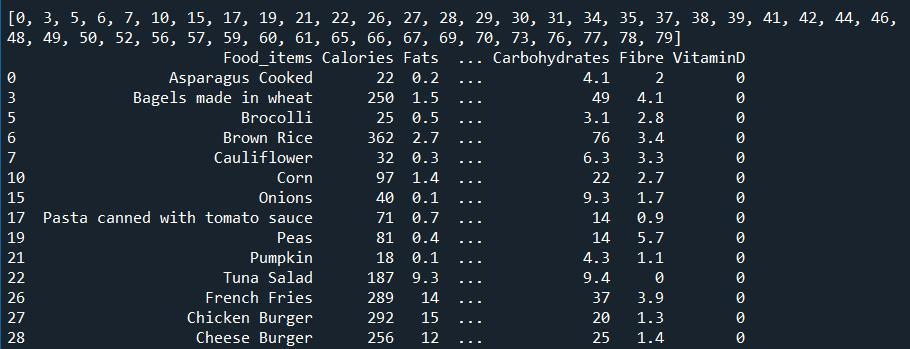 [0, 3, 5, 6, 7, 10, 15, 17, 19, 21, 22, 26, 27, 28, 29, 30, 31, 34, 35, 37, 38, 39, 41, 42, 44, 46,
48, 49, 50, 52, 56, 57, 59, 60, 61, 65, 66, 67, 69, 70, 73, 76, 77, 78, 79]
Food_items Calories Fats ... Carbohydrates Fibre VitaminD
0 Asparagus Cooked 22 0.2 ... 4.1 2 0
3 Bagels made in wheat 250 1.5 ... 49 4.1 0
5 Brocolli 25 0.5 ... 3.1 2.8 0
6 Brown Rice 362 2.7 ... 76 3.4 0
7 Cauliflower 32 0.3 ... 6.3 3.3 0
10 Corn 97 1.4 ... 22 2.7 0
15 Onions 40 0.1 ... 9.3 1.7 0
17 Pasta canned with tomato sauce 71 0.7 ... 14 0.9 0
19 Peas 81 0.4 ... 14 5.7 0
21 Pumpkin 18 0.1 ... 4.3 1.1 0
22 Tuna Salad 187 9.3 ... 9.4 0 0
26 French Fries 289 14 ... 37 3.9 0
27 Chicken Burger 292 15 ... 20 1.3 0
28 Cheese Burger 256 12 ... 25 1.4 0